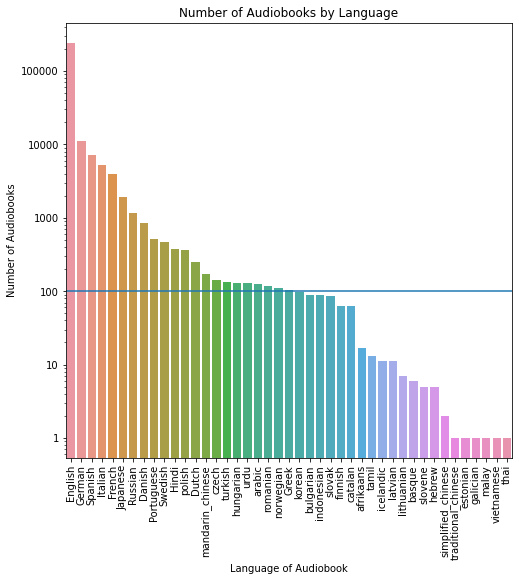 Number of Audiobooks by Language
Number of Audiobooks
100000
10000
1000
100
10
1
English
German
Spanish
Italian
French
Japanese
Russian
Danish
Portuguese
Swedish
Hindi
polish
Dutch
mandarin_chinese
czech
turkish
hungarian
urdu
arabic
romanian
norwegian
Greek
korean
bulgarian
indonesian
slovak
finnish
catalan
afrikaans
tamil
icelandic
latvian
lithuanian
basque
slovene
hebrew
simplified_chinese
traditional_chinese
estonian
galician
malay
vietnamese
thai
Language of Audiobook